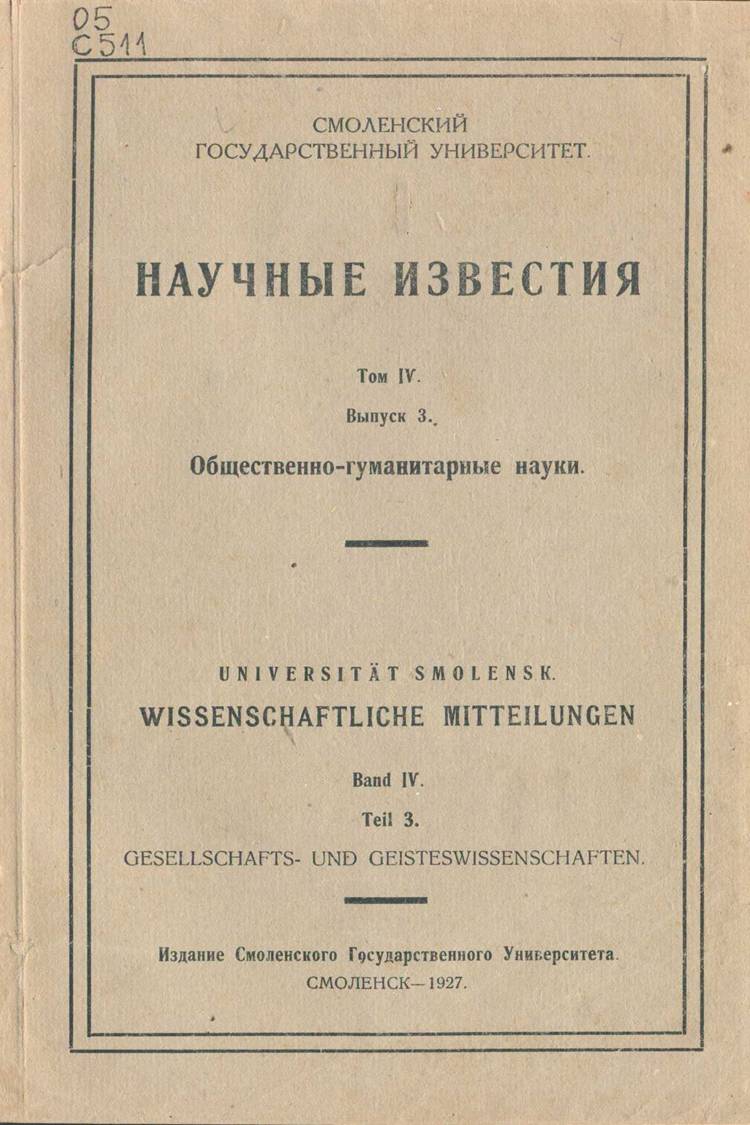 05
С511
СМОЛЕНСКИЙ
ГОСУДАРСТВЕННЫЙ УНИВЕРСИТЕТ.
НАУЧНЫЕ ИЗВЕСТИЯ
Том IV.
Выпуск 3.
Общественно-гуманитарные науки.
UNIVERSITÄT SMOLENSK.
WISSENSCHAFTLICHE MITTEILUNGEN
Band IV.
Teil 3.
GESELLSCHAFTS- UND GEISTESWISSENSCHAFTEN.
Издание Смоленского Государственного Университета.
СМОЛЕНСК—1927.